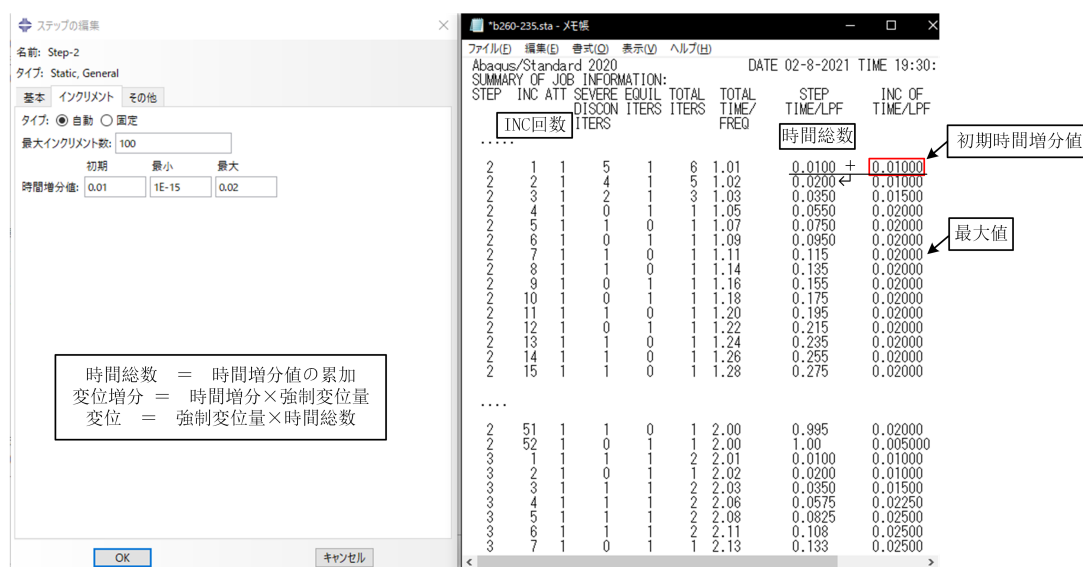 ステップの編集
名前: Step-2
タイプ: Static, General
基本 インクリメント その他
タイプ: 自動 固定
最大インクリメント数: 100
初期 最小 最大
時間増分値: 0.01 1E-15 0.02
時間総数 = 時間増分値の累加
変位増分 = 時間増分×強制変位量
変位 = 強制変位量×時間総数
OK キャンセル
*b260-235.sta - メモ帳
ファイル(F) 編集(E) 書式(O) 表示(V) ヘルプ(H)
Abaqus/Standard 2020 DATE 02-8-2021 TIME 19:30:
SUMMARY OF JOB INFORMATION:
STEP INC ATT SEVERE EQUIL TOTAL TOTAL STEP INC OF
DISCON ITERS ITERS TIME/ TIME/LPF TIME/LPF
ITERS FREQ
INC回数
時間総数
初期時間増分値
.....
2 1 1 5 1 6 1.01 0.0100 + 0.01000
2 2 1 4 1 5 1.02 0.0200 ↵ 0.01000
2 3 1 2 1 3 1.03 0.0350 0.01500
2 4 1 0 1 1 1.05 0.0550 0.02000
2 5 1 1 0 1 1.07 0.0750 0.02000
2 6 1 0 1 1 1.09 0.0950 0.02000
最大値
2 7 1 1 0 1 1.11 0.115 0.02000
2 8 1 1 0 1 1.14 0.135 0.02000
2 9 1 0 1 1 1.16 0.155 0.02000
2 10 1 0 1 1 1.18 0.175 0.02000
2 11 1 1 0 1 1.20 0.195 0.02000
2 12 1 0 1 1 1.22 0.215 0.02000
2 13 1 1 0 1 1.24 0.235 0.02000
2 14 1 1 0 1 1.26 0.255 0.02000
2 15 1 1 0 1 1.28 0.275 0.02000
....
2 51 1 1 0 1 2.00 0.995 0.02000
2 52 1 0 1 1 2.00 1.00 0.005000
3 1 1 1 1 2 2.01 0.0100 0.01000
3 2 1 0 1 1 2.02 0.0200 0.01000
3 3 1 1 1 2 2.03 0.0350 0.01500
3 4 1 1 1 2 2.06 0.0575 0.02250
3 5 1 1 1 2 2.08 0.0825 0.02500
3 6 1 1 1 2 2.11 0.108 0.02500
3 7 1 0 1 1 2.13 0.133 0.02500